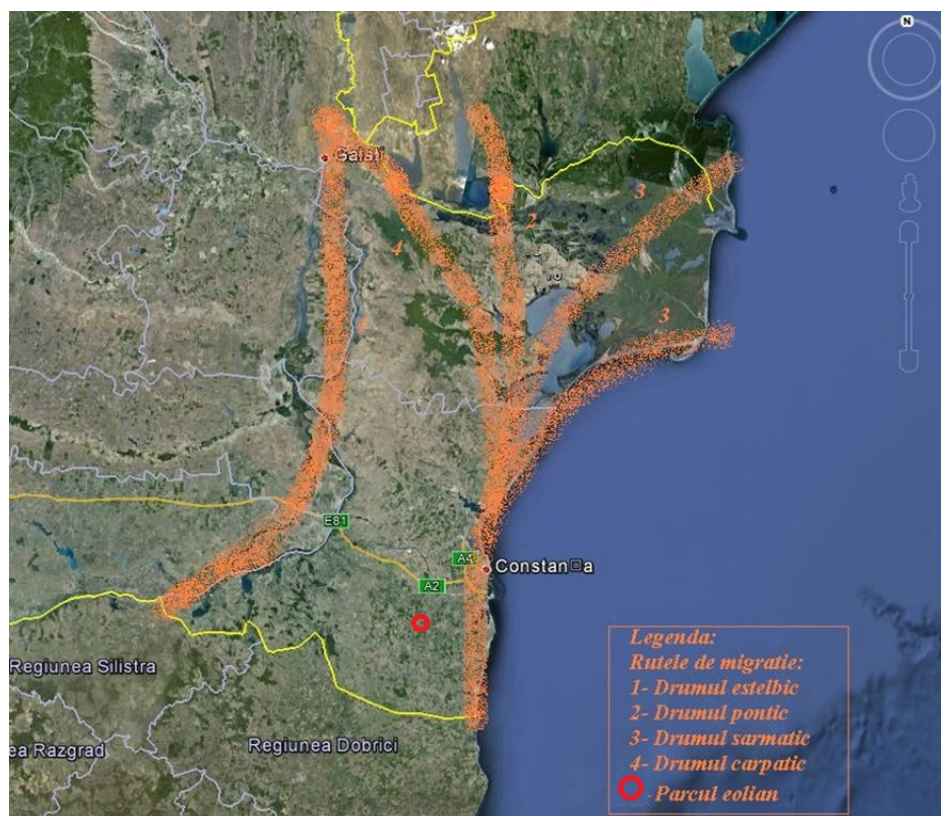 N
Galați
3
2
4
3
E81
A4
A2
Constan□a
Regiunea Silistra
ea Razgrad
Regiunea Dobrici
Legenda:
Rutele de migratie:
1- Drumul estelbic
2- Drumul pontic
3- Drumul sarmatic
4- Drumul carpatic
- Parcul eolian